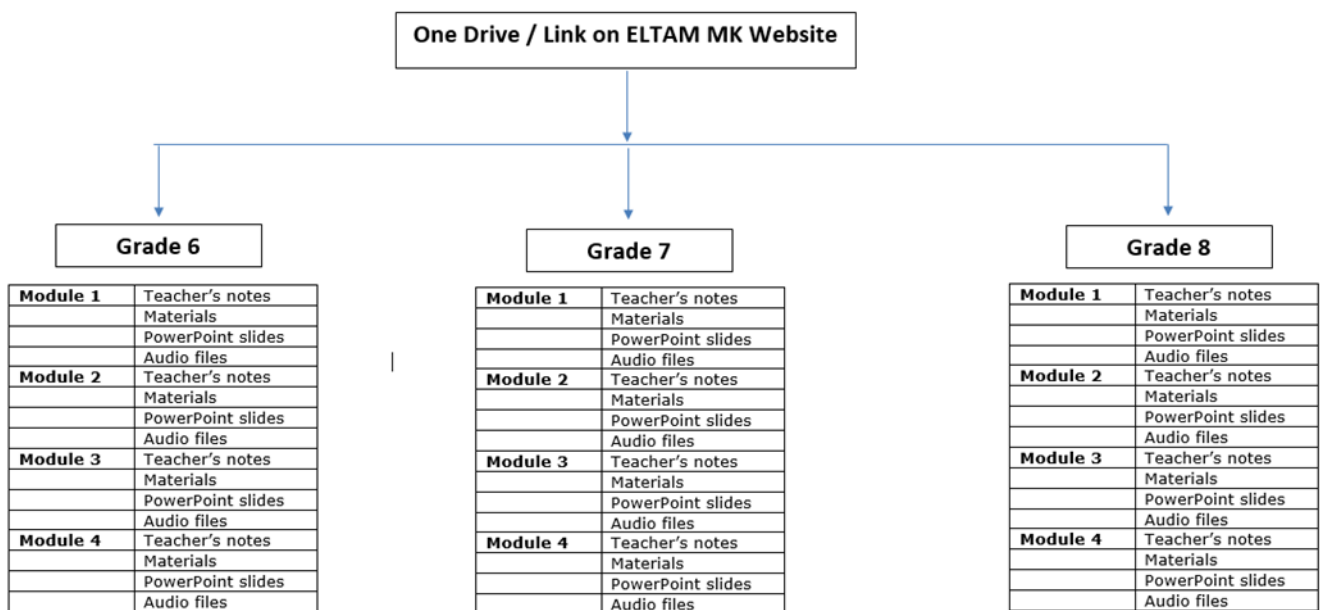 One Drive / Link on ELTAM MK Website
Grade 6
Module 1 Teacher’s notes
Materials
PowerPoint slides
Audio files
Module 2 Teacher’s notes
Materials
PowerPoint slides
Audio files
Module 3 Teacher’s notes
Materials
PowerPoint slides
Audio files
Module 4 Teacher’s notes
Materials
PowerPoint slides
Audio files
Grade 7
Module 1 Teacher’s notes
Materials
PowerPoint slides
Audio files
Module 2 Teacher’s notes
Materials
PowerPoint slides
Audio files
Module 3 Teacher’s notes
Materials
PowerPoint slides
Audio files
Module 4 Teacher’s notes
Materials
PowerPoint slides
Audio files
Grade 8
Module 1 Teacher’s notes
Materials
PowerPoint slides
Audio files
Module 2 Teacher’s notes
Materials
PowerPoint slides
Audio files
Module 3 Teacher’s notes
Materials
PowerPoint slides
Audio files
Module 4 Teacher’s notes
Materials
PowerPoint slides
Audio files